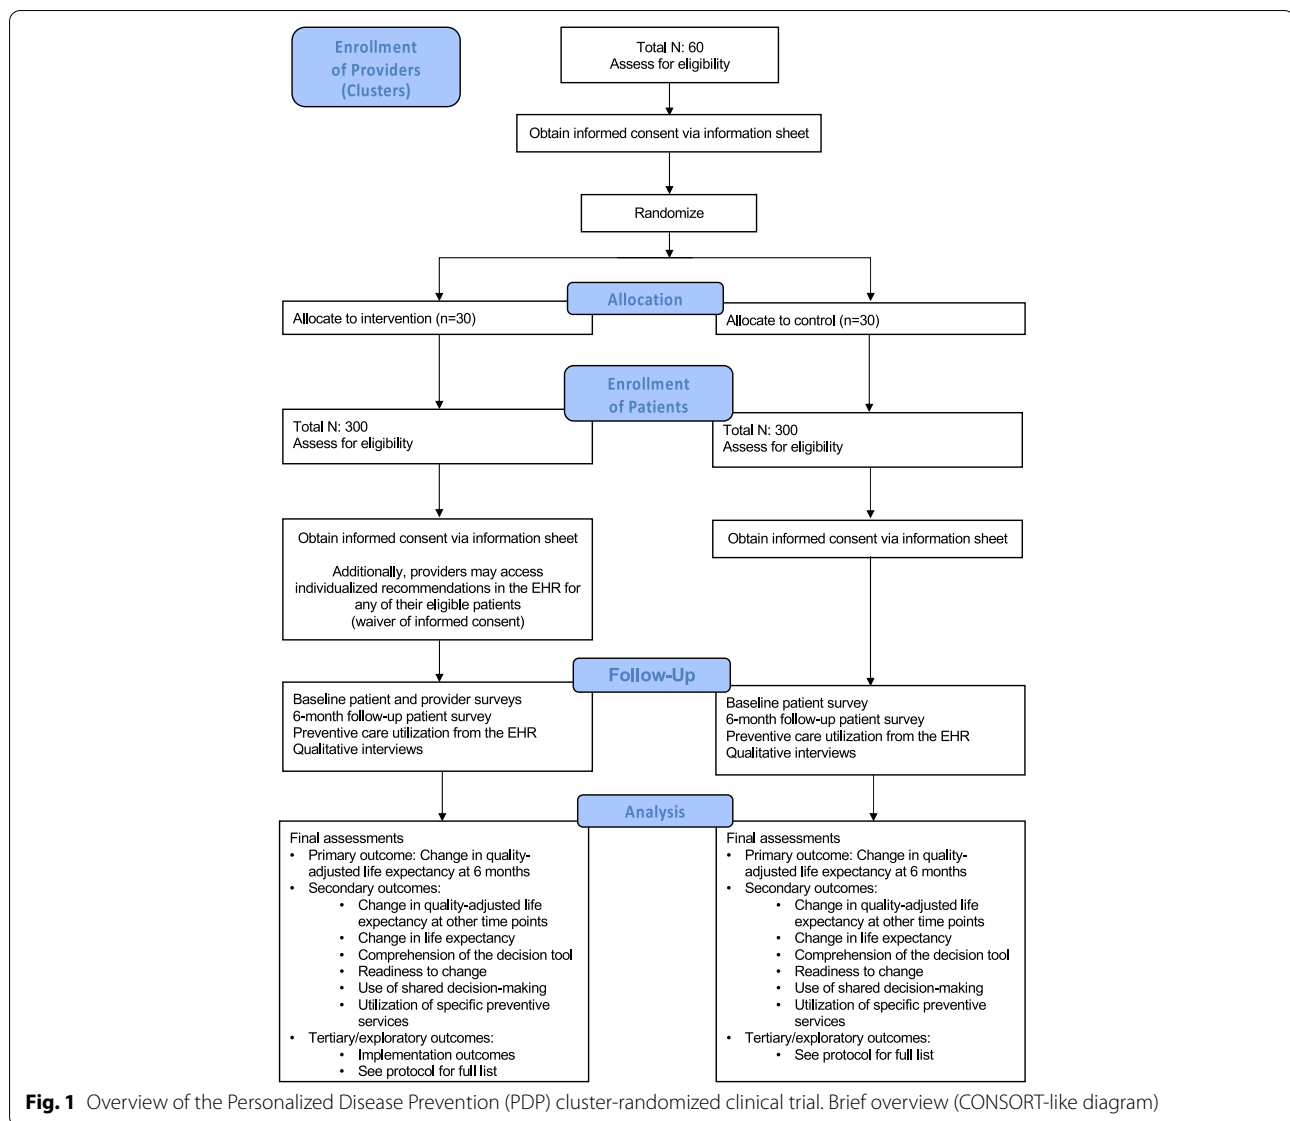 Enrollment
of Providers
(Clusters)
Total N: 60
Assess for eligibility
Obtain informed consent via information sheet
Randomize
Allocation
Allocate to intervention (n=30)
Allocate to control (n=30)
Enrollment
of Patients
Total N: 300
Assess for eligibility
Total N: 300
Assess for eligibility
Obtain informed consent via information sheet
Additionally, providers may access
individualized recommendations in the EHR for
any of their eligible patients
(waiver of informed consent)
Obtain informed consent via information sheet
Follow-Up
Baseline patient and provider surveys
6-month follow-up patient survey
Preventive care utilization from the EHR
Qualitative interviews
Baseline patient survey
6-month follow-up patient survey
Preventive care utilization from the EHR
Qualitative interviews
Analysis
Final assessments
• Primary outcome: Change in quality-
adjusted life expectancy at 6 months
• Secondary outcomes:
• Change in quality-adjusted life
expectancy at other time points
• Change in life expectancy
• Comprehension of the decision tool
• Readiness to change
• Use of shared decision-making
• Utilization of specific preventive
services
• Tertiary/exploratory outcomes:
• Implementation outcomes
• See protocol for full list
Final assessments
• Primary outcome: Change in quality-
adjusted life expectancy at 6 months
• Secondary outcomes:
• Change in quality-adjusted life
expectancy at other time points
• Change in life expectancy
• Comprehension of the decision tool
• Readiness to change
• Use of shared decision-making
• Utilization of specific preventive
services
• Tertiary/exploratory outcomes:
• See protocol for full list
Fig. 1 Overview of the Personalized Disease Prevention (PDP) cluster-randomized clinical trial. Brief overview (CONSORT-like diagram)